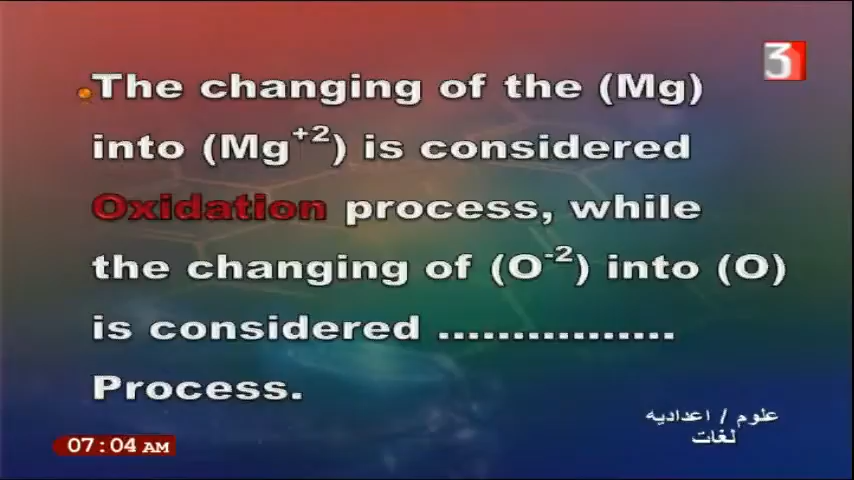 3
The changing of the (Mg)
into (Mg⁺²) is considered
Oxidation process, while
the changing of (O⁻²) into (O)
is considered ................
Process.
علوم / اعداديه
لغات
07:04 AM